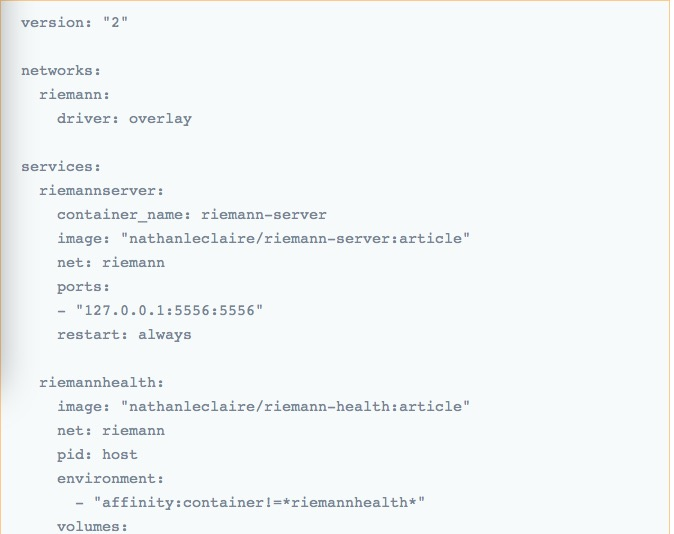 version: "2"

networks:
  riemann:
    driver: overlay

services:
  riemannserver:
    container_name: riemann-server
    image: "nathanleclaire/riemann-server:article"
    net: riemann
    ports:
    - "127.0.0.1:5556:5556"
    restart: always

  riemannhealth:
    image: "nathanleclaire/riemann-health:article"
    net: riemann
    pid: host
    environment:
      - "affinity:container!=*riemannhealth*"
    volumes: